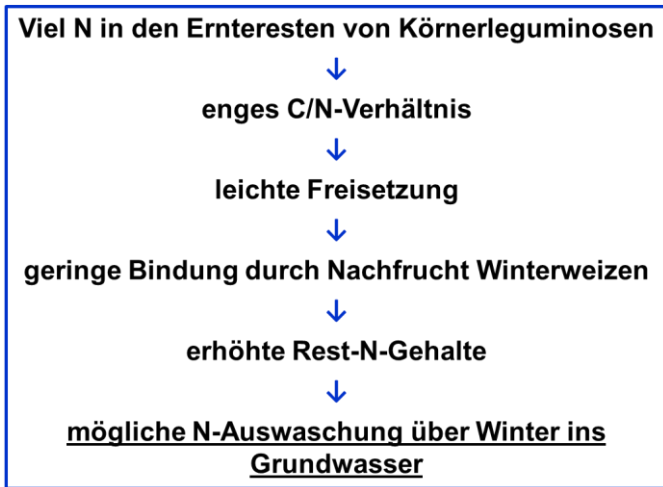 Viel N in den Ernteresten von Körnerleguminosen
↓
enges C/N-Verhältnis
↓
leichte Freisetzung
↓
geringe Bindung durch Nachfrucht Winterweizen
↓
erhöhte Rest-N-Gehalte
↓
mögliche N-Auswaschung über Winter ins
Grundwasser